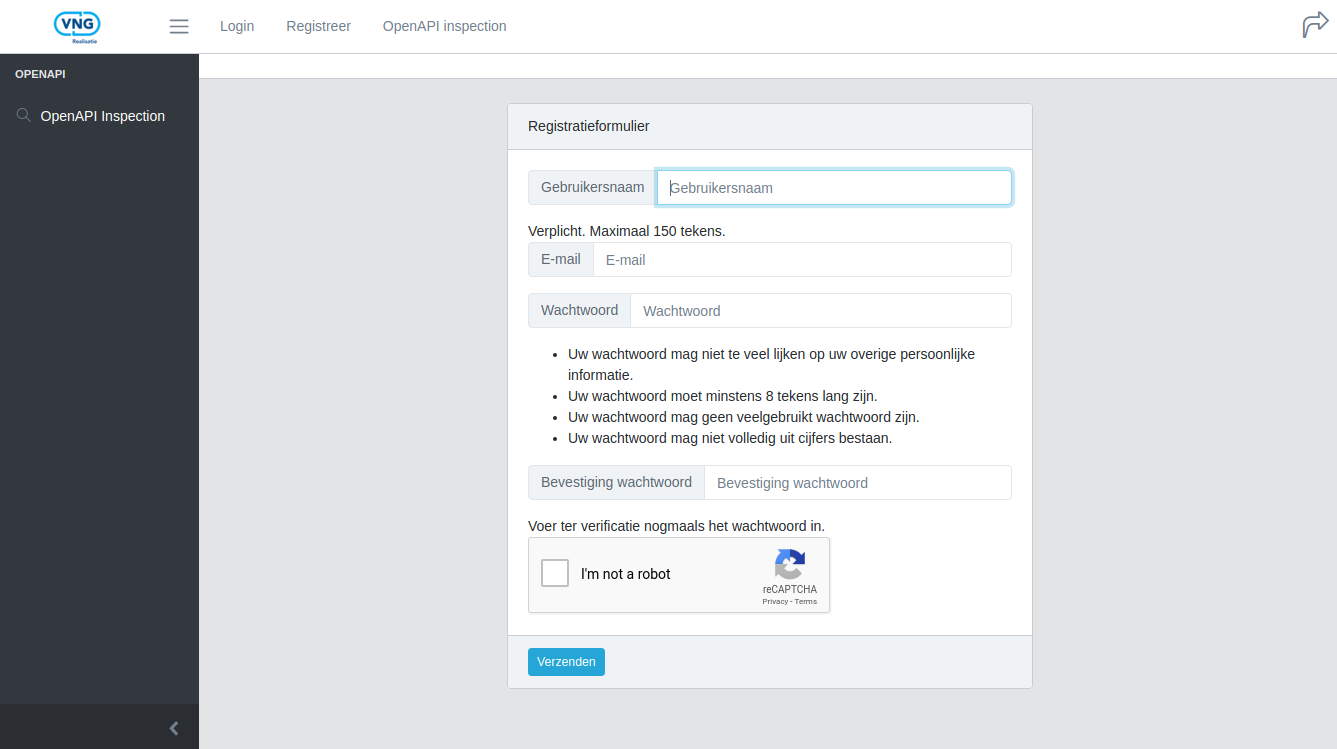 VNG
Realisatie
Login
Registreer
OpenAPI inspection
OPENAPI
OpenAPI Inspection
Registratieformulier
Gebruikersnaam
Gebruikersnaam
Verplicht. Maximaal 150 tekens.
E-mail
E-mail
Wachtwoord
Wachtwoord
• Uw wachtwoord mag niet te veel lijken op uw overige persoonlijke
informatie.
• Uw wachtwoord moet minstens 8 tekens lang zijn.
• Uw wachtwoord mag geen veelgebruikt wachtwoord zijn.
• Uw wachtwoord mag niet volledig uit cijfers bestaan.
Bevestiging wachtwoord
Bevestiging wachtwoord
Voer ter verificatie nogmaals het wachtwoord in.
I'm not a robot
reCAPTCHA
Privacy - Terms
Verzenden